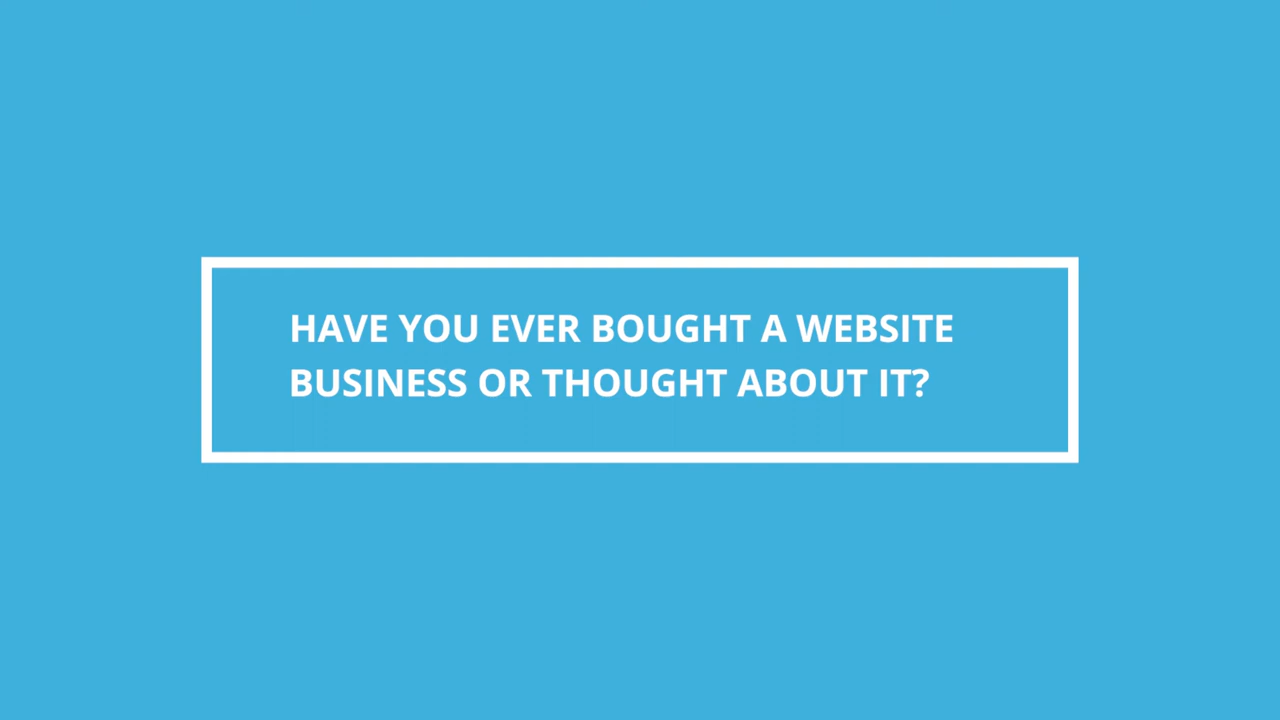 HAVE YOU EVER BOUGHT A WEBSITE
BUSINESS OR THOUGHT ABOUT IT?